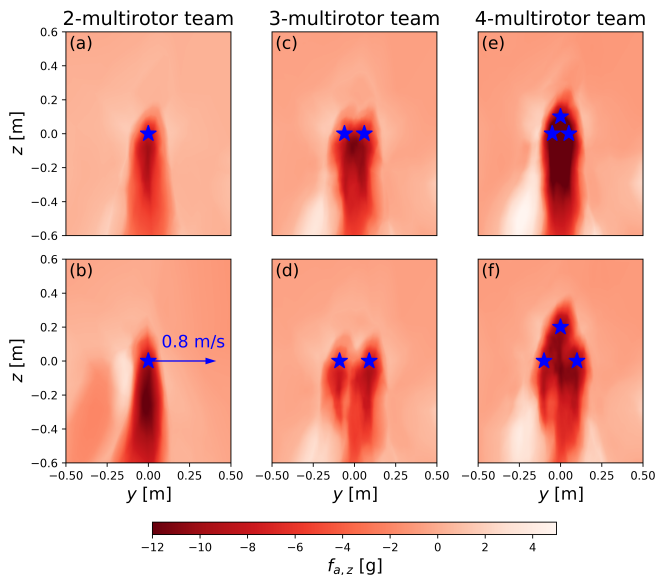 2-multirotor team 3-multirotor team 4-multirotor team
(a) (c) (e)
0.6
0.4
0.2
0.0
−0.2
−0.4
−0.6
z [m]
(b) (d) (f)
0.6
0.4
0.2
0.0
−0.2
−0.4
−0.6
z [m]
0.8 m/s
−0.50 −0.25 0.00 0.25 0.50
y [m]
−0.50 −0.25 0.00 0.25 0.50
y [m]
−0.50 −0.25 0.00 0.25 0.50
y [m]
−12 −10 −8 −6 −4 −2 0 2 4
f_{a,z} [g]